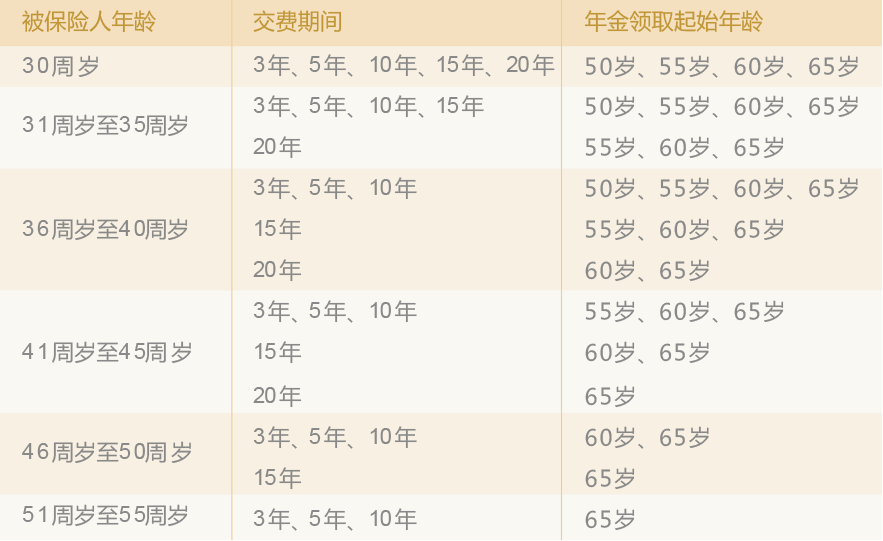 被保险人年龄 交费期间 年金领取起始年龄
30周岁 3年、5年、10年、15年、20年 50岁、55岁、60岁、65岁
31周岁至35周岁 3年、5年、10年、15年 50岁、55岁、60岁、65岁
20年 55岁、60岁、65岁
36周岁至40周岁 3年、5年、10年 50岁、55岁、60岁、65岁
15年 55岁、60岁、65岁
20年 60岁、65岁
41周岁至45周岁 3年、5年、10年 55岁、60岁、65岁
15年 60岁、65岁
20年 65岁
46周岁至50周岁 3年、5年、10年 60岁、65岁
15年 65岁
51周岁至55周岁 3年、5年、10年 65岁